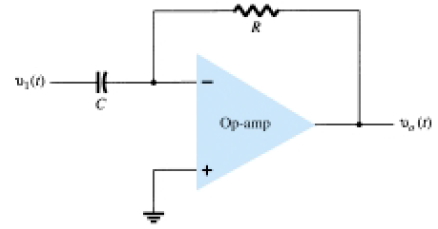 R
v₁(t)
C
−
Op-amp
vₒ(t)
+